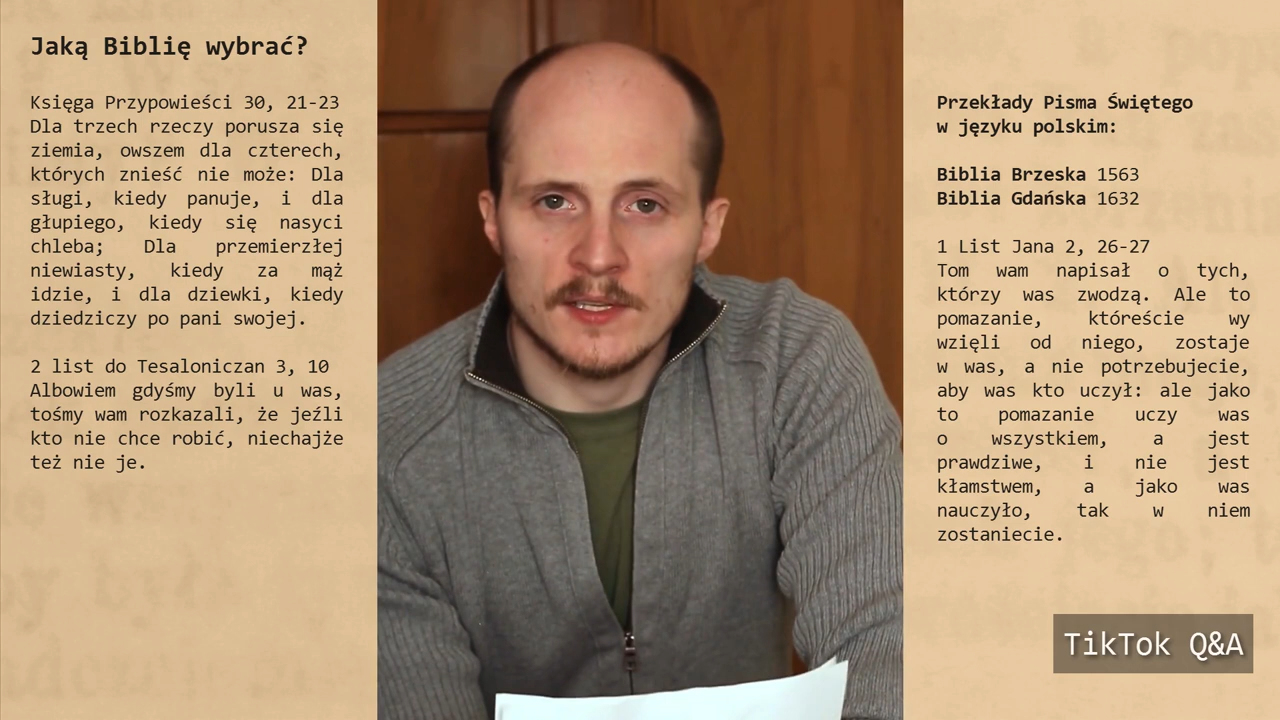 Jaką Biblię wybrać?
Księga Przypowieści 30, 21-23
Dla trzech rzeczy porusza się
ziemia, owszem dla czterech,
których znieść nie może: Dla
sługi, kiedy panuje, i dla
głupiego, kiedy się nasyci
chleba; Dla przemierzłej
niewiasty, kiedy za mąż
idzie, i dla dziewki, kiedy
dziedziczy po pani swojej.
2 list do Tesaloniczan 3, 10
Albowiem gdyśmy byli u was,
tośmy wam rozkazali, że jeźli
kto nie chce robić, niechajże
też nie je.
Przekłady Pisma Świętego
w języku polskim:
Biblia Brzeska 1563
Biblia Gdańska 1632
1 List Jana 2, 26-27
Tom wam napisał o tych,
którzy was zwodzą. Ale to
pomazanie, któreście wy
wzięli od niego, zostaje
w was, a nie potrzebujecie,
aby was kto uczył: ale jako
to pomazanie uczy was
o wszystkiem, a jest
prawdziwe, i nie jest
kłamstwem, a jako was
nauczyło, tak w niem
zostaniecie.
TikTok Q&A